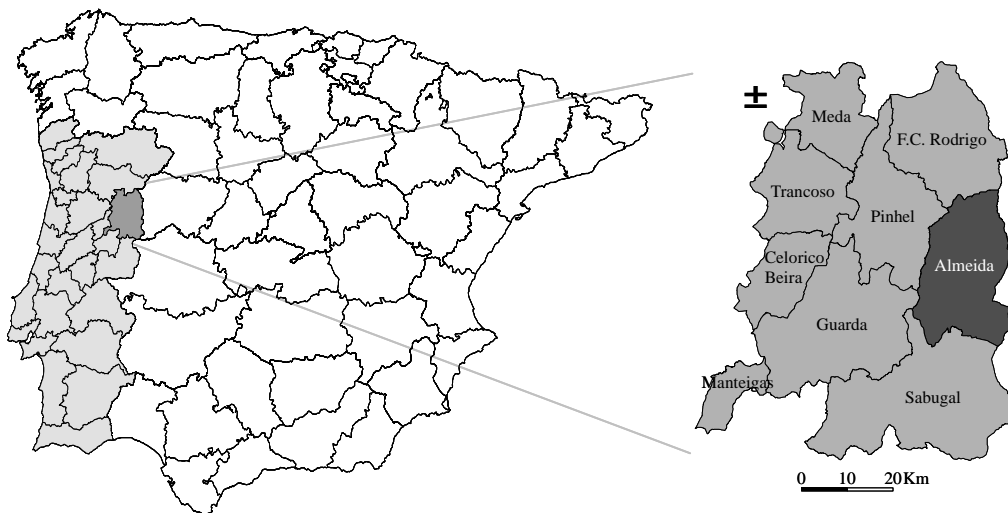 ±
Meda
F.C. Rodrigo
Trancoso
Pinhel
Celorico
Beira
Almeida
Guarda
Manteigas
Sabugal
0 10 20Km